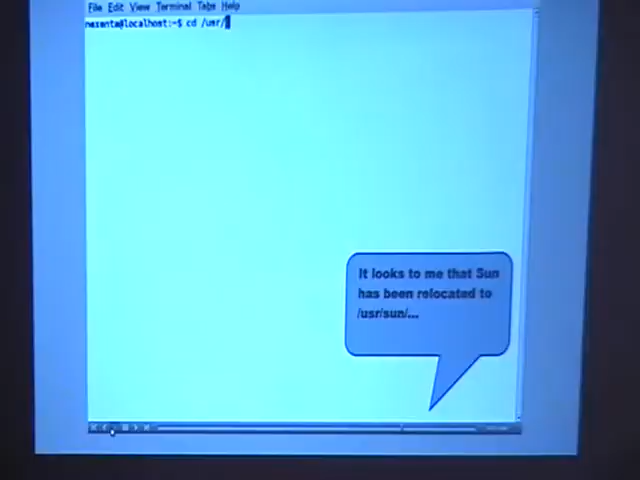 File Edit View Terminal Tabs Help
nexenta@localhost:~$ cd /usr/
It looks to me that Sun
has been relocated to
/usr/sun/...